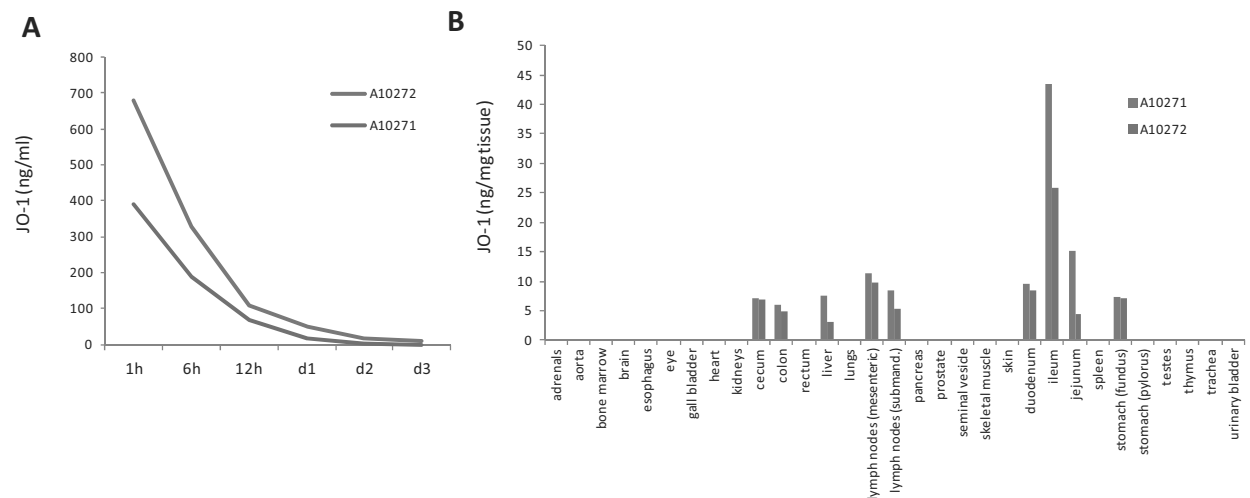 A
JO-1 (ng/ml)
800
700
600
500
400
300
200
100
0
1h 6h 12h d1 d2 d3
A10272
A10271
B
JO-1 (ng/mgtissue)
50
45
40
35
30
25
20
15
10
5
0
A10271
A10272
adrenals
aorta
bone marrow
brain
esophagus
eye
gall bladder
heart
kidneys
cecum
colon
rectum
liver
lungs
lymph nodes (mesenteric)
lymph nodes (submand.)
pancreas
prostate
seminal veside
skeletal muscle
skin
duodenum
ileum
jejunum
spleen
stomach (fundus)
stomach (pylorus)
testes
thymus
trachea
urinary bladder